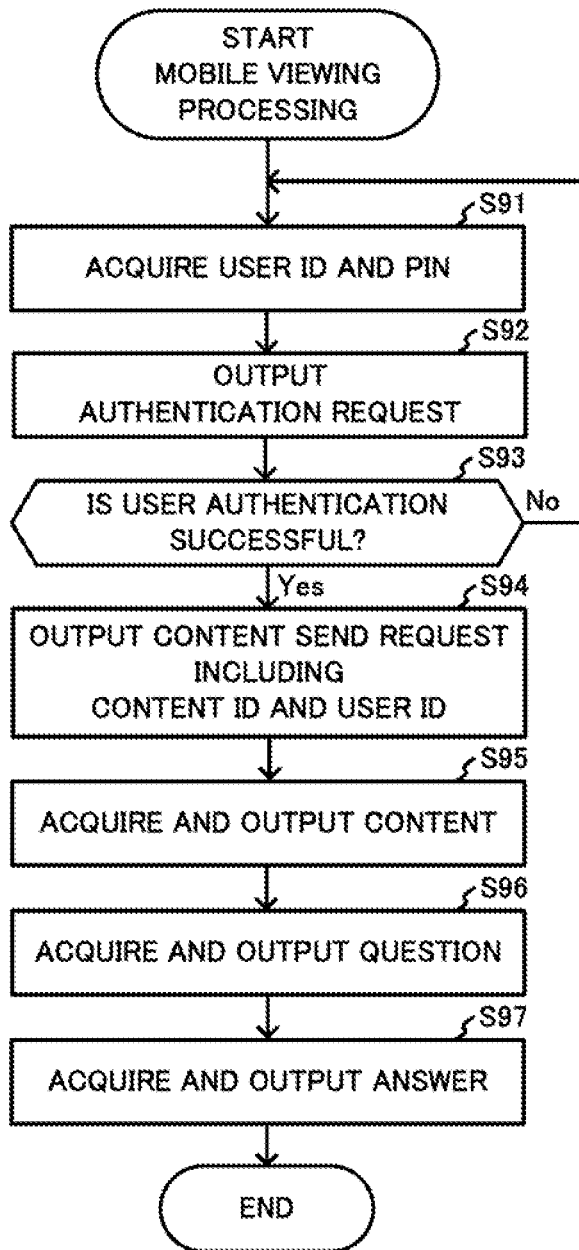 START
MOBILE VIEWING
PROCESSING
S91
ACQUIRE USER ID AND PIN
S92
OUTPUT
AUTHENTICATION REQUEST
S93
IS USER AUTHENTICATION
SUCCESSFUL?
No
Yes
S94
OUTPUT CONTENT SEND REQUEST
INCLUDING
CONTENT ID AND USER ID
S95
ACQUIRE AND OUTPUT CONTENT
S96
ACQUIRE AND OUTPUT QUESTION
S97
ACQUIRE AND OUTPUT ANSWER
END